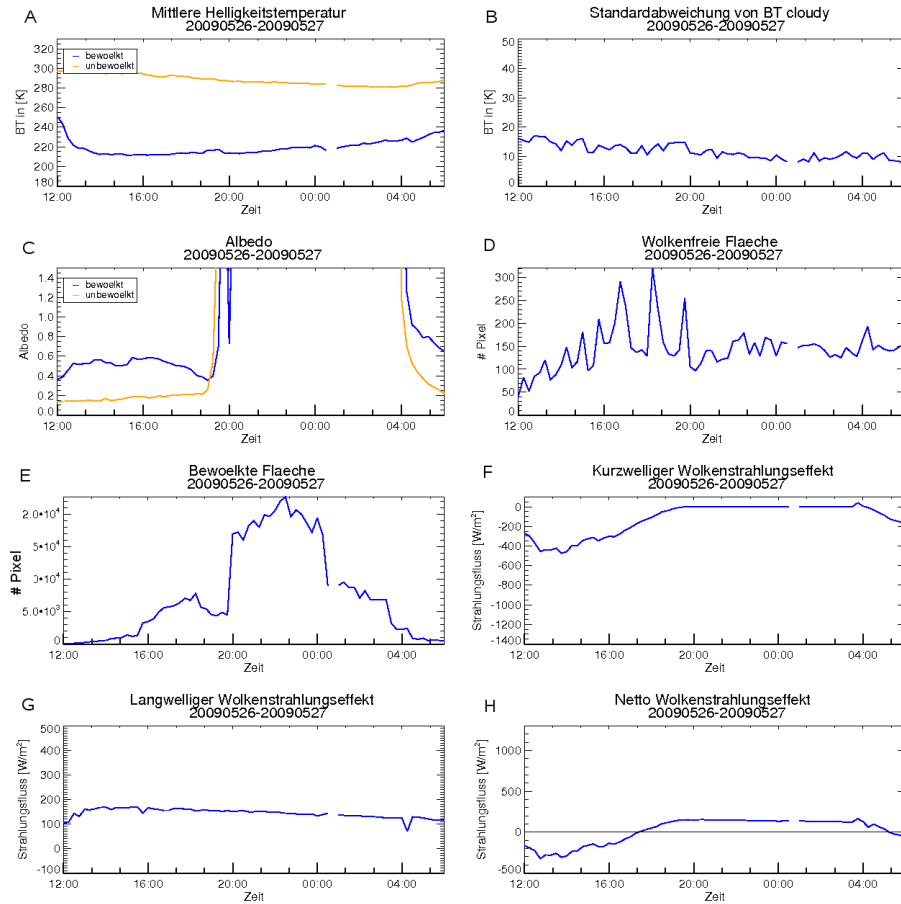 A
Mittlere Helligkeitstemperatur
20090526-20090527
BT in [K]
320
300
280
260
240
220
200
180
bewoelkt
unbewoelkt
12:00 16:00 20:00 00:00 04:00
Zeit
B
Standardabweichung von BT cloudy
20090526-20090527
BT in [K]
50
40
30
20
10
0
12:00 16:00 20:00 00:00 04:00
Zeit
C
Albedo
20090526-20090527
Albedo
1.4
1.2
1.0
0.8
0.6
0.4
0.2
0.0
bewoelkt
unbewoelkt
12:00 16:00 20:00 00:00 04:00
Zeit
D
Wolkenfreie Flaeche
20090526-20090527
# Pixel
300
250
200
150
100
50
0
12:00 16:00 20:00 00:00 04:00
Zeit
E
Bewoelkte Flaeche
20090526-20090527
# Pixel
2.0•10⁴
5•10⁴
0•10⁴
5.0•10³
0
12:00 16:00 20:00 00:00 04:00
Zeit
F
Kurzwelliger Wolkenstrahlungseffekt
20090526-20090527
Strahlungsfluss [W/m²]
0
-200
-400
-600
-800
-1000
-1200
-1400
12:00 16:00 20:00 00:00 04:00
Zeit
G
Langwelliger Wolkenstrahlungseffekt
20090526-20090527
Strahlungsfluss [W/m²]
500
400
300
200
100
0
-100
12:00 16:00 20:00 00:00 04:00
Zeit
H
Netto Wolkenstrahlungseffekt
20090526-20090527
Strahlungsfluss [W/m²]
1000
500
0
-500
12:00 16:00 20:00 00:00 04:00
Zeit